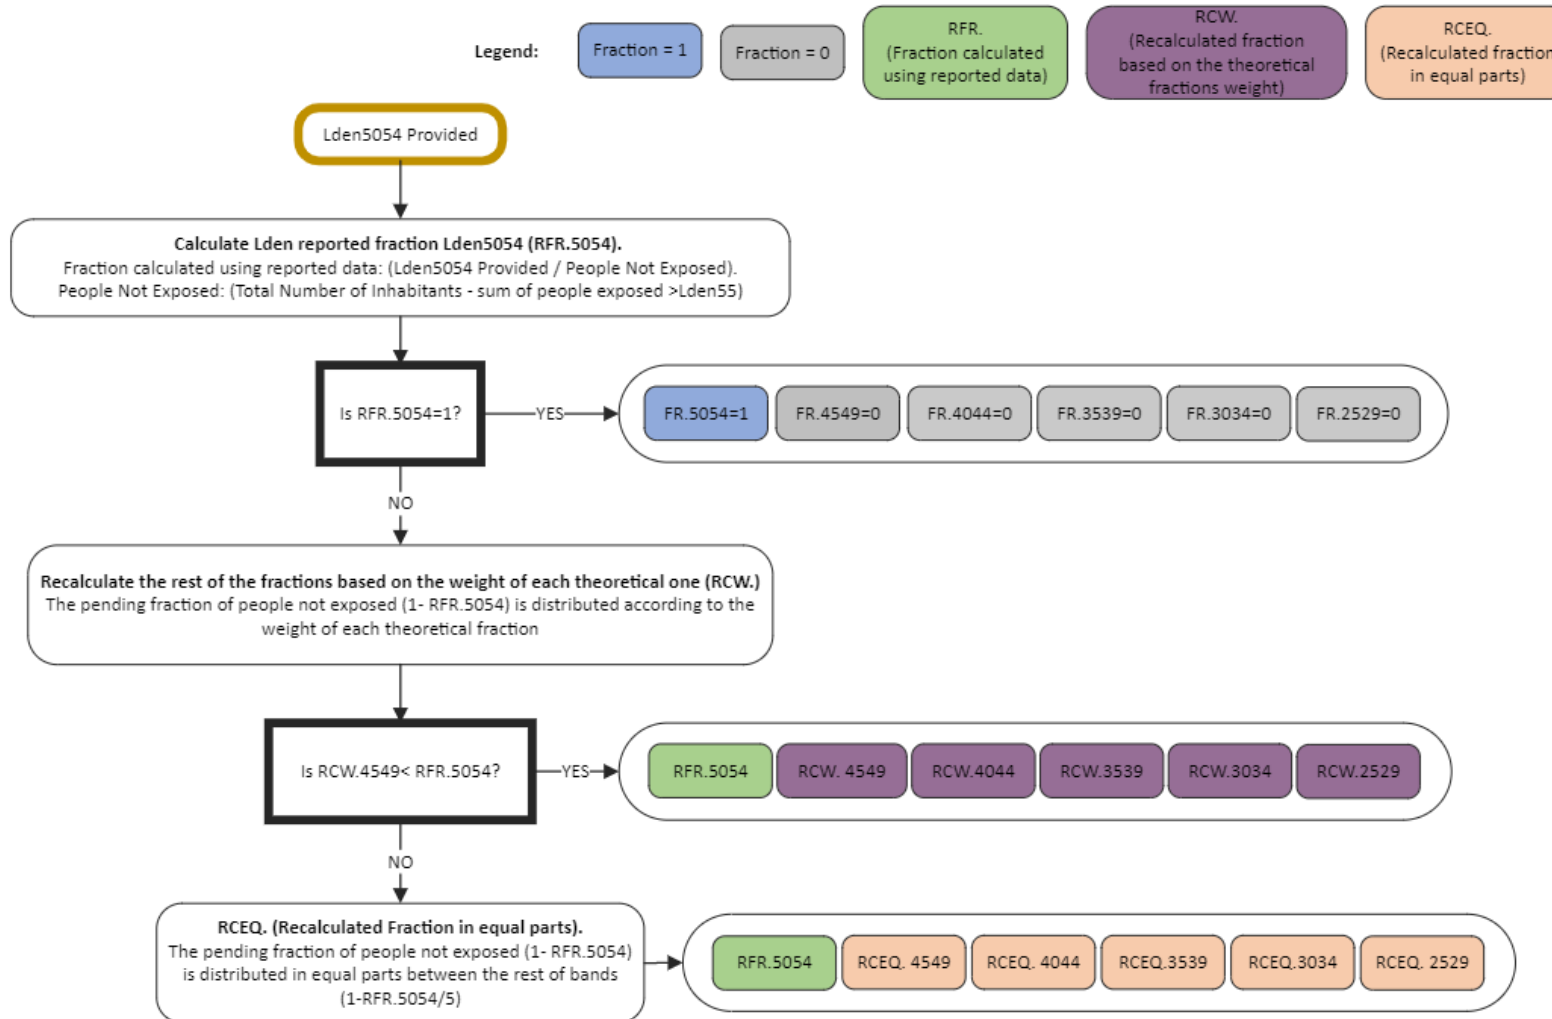 Legend:
Fraction = 1
Fraction = 0
RFR.
(Fraction calculated
using reported data)
RCW.
(Recalculated fraction
based on the theoretical
fractions weight)
RCEQ.
(Recalculated fraction
in equal parts)
Lden5054 Provided
Calculate Lden reported fraction Lden5054 (RFR.5054).
Fraction calculated using reported data: (Lden5054 Provided / People Not Exposed).
People Not Exposed: (Total Number of Inhabitants - sum of people exposed >Lden55)
Is RFR.5054=1?
YES
FR.5054=1
FR.4549=0
FR.4044=0
FR.3539=0
FR.3034=0
FR.2529=0
NO
Recalculate the rest of the fractions based on the weight of each theoretical one (RCW.)
The pending fraction of people not exposed (1- RFR.5054) is distributed according to the
weight of each theoretical fraction
Is RCW.4549< RFR.5054?
YES
RFR.5054
RCW. 4549
RCW.4044
RCW.3539
RCW.3034
RCW.2529
NO
RCEQ. (Recalculated Fraction in equal parts).
The pending fraction of people not exposed (1- RFR.5054)
is distributed in equal parts between the rest of bands
(1-RFR.5054/5)
RFR.5054
RCEQ. 4549
RCEQ. 4044
RCEQ.3539
RCEQ.3034
RCEQ. 2529